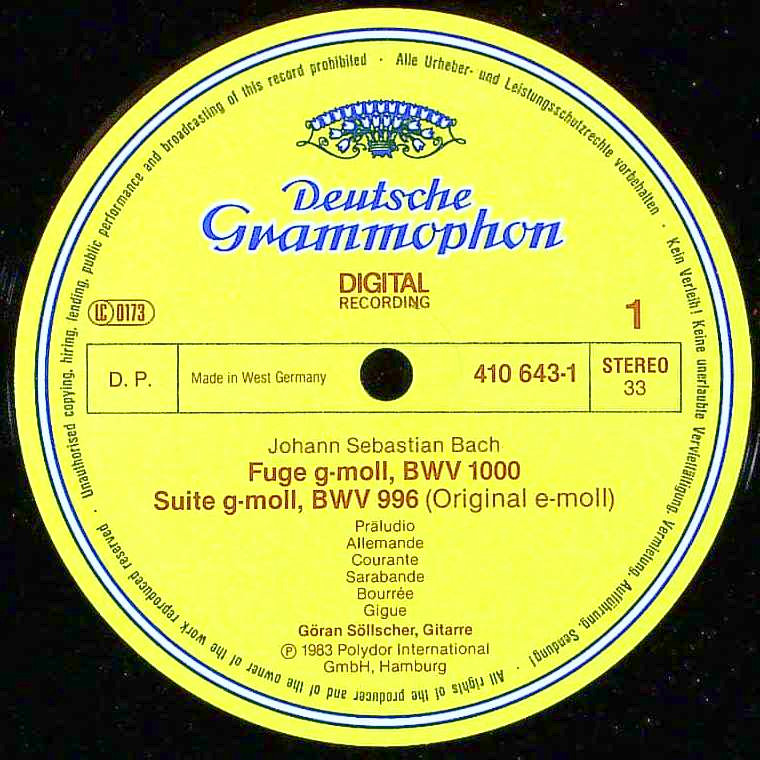 Alle Urheber- und Leistungsschutzrechte vorbehalten · Kein Verleih! Keine unerlaubte Vervielfältigung, Vermietung, Aufführung, Sendung! · All rights of the producer and of the owner of the work reproduced reserved · Unauthorised copying, hiring, lending, public performance and broadcasting of this record prohibited ·
Deutsche
Grammophon
DIGITAL
RECORDING
LC 0173
1
D. P.
Made in West Germany
410 643-1
STEREO
33
Johann Sebastian Bach
Fuge g-moll, BWV 1000
Suite g-moll, BWV 996 (Original e-moll)
Präludio
Allemande
Courante
Sarabande
Bourrée
Gigue
Göran Söllscher, Gitarre
℗ 1983 Polydor International
GmbH, Hamburg